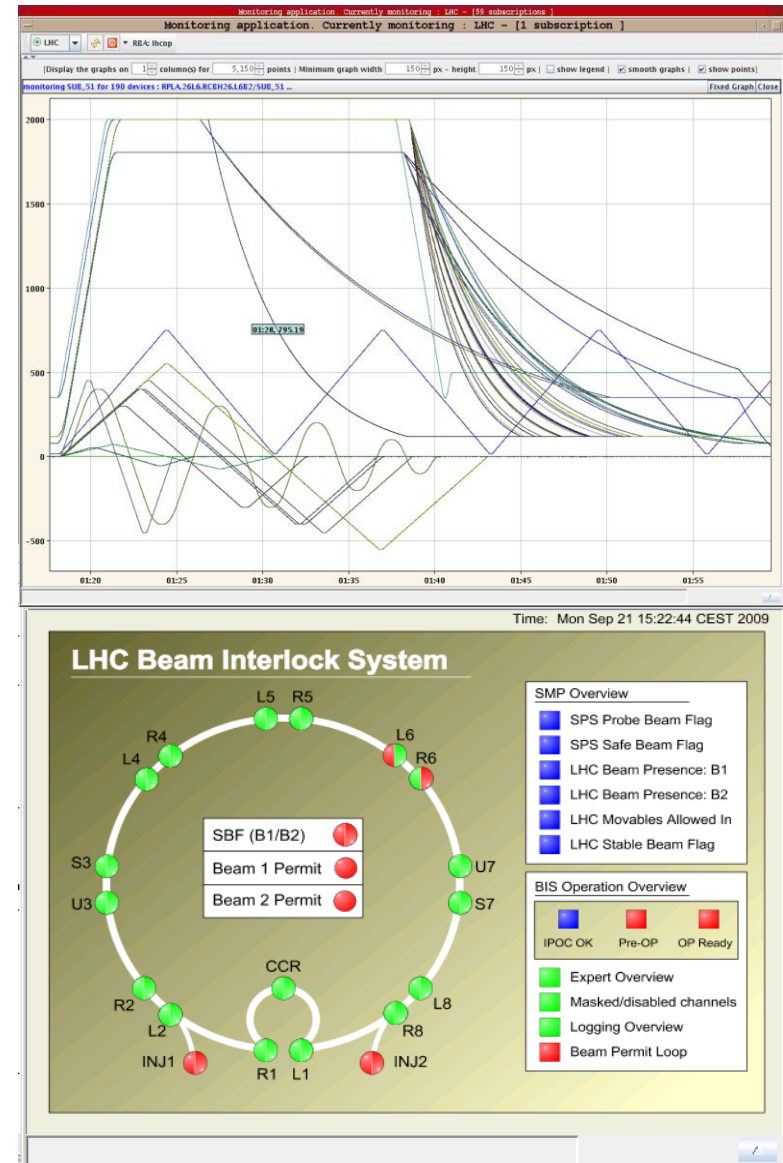 Monitoring application. Currently monitoring : LHC - [59 subscriptions ]
Monitoring application. Currently monitoring : LHC - [1 subscription ]
LHC RBA: lhcop
|Display the graphs on 1 column(s) for 5,150 points | Minimum graph width 150 px - height 150 px | show legend | smooth graphs | show points|
monitoring SUB_51 for 190 devices : RPLA.26L6.RCBH26.L6B2/SUB_51 ... Fixed Graph Close
2000
1500
1000
01:28, 795.19
500
0
-500
01:20 01:25 01:30 01:35 01:40 01:45 01:50 01:55
Time: Mon Sep 21 15:22:44 CEST 2009
LHC Beam Interlock System
L5 R5
R4 L6
L4 R6
S3 U7
U3 S7
SBF (B1/B2)
Beam 1 Permit
Beam 2 Permit
CCR
R2 L8
L2 R8
INJ1 R1 L1 INJ2
SMP Overview
SPS Probe Beam Flag
SPS Safe Beam Flag
LHC Beam Presence: B1
LHC Beam Presence: B2
LHC Movables Allowed In
LHC Stable Beam Flag
BIS Operation Overview
IPOC OK Pre-OP OP Ready
Expert Overview
Masked/disabled channels
Logging Overview
Beam Permit Loop